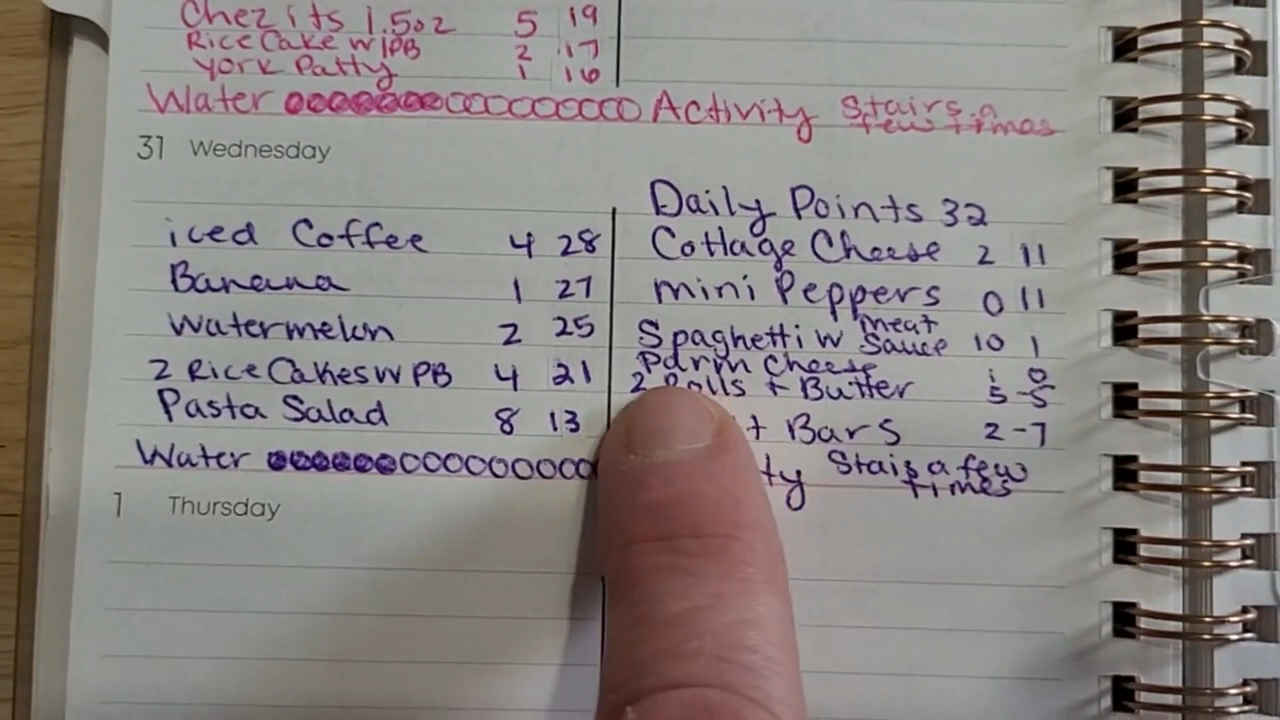 Chez its 1.5oz 5 19
Rice Cake w/PB 2 17
York Patty 1 16
Water Activity Stairs a
few times
31 Wednesday
Daily Points 32
iced Coffee 4 28
Banana 1 27
Watermelon 2 25
2 Rice Cakes w PB 4 21
Pasta Salad 8 13
Cottage Cheese 2 11
mini Peppers 0 11
Spaghetti w meat Sauce 10 1
Parm Cheese 1 0
2 Rolls + Butter 5 -5
Bars 2 -7
Water
Stais a few
times
1 Thursday